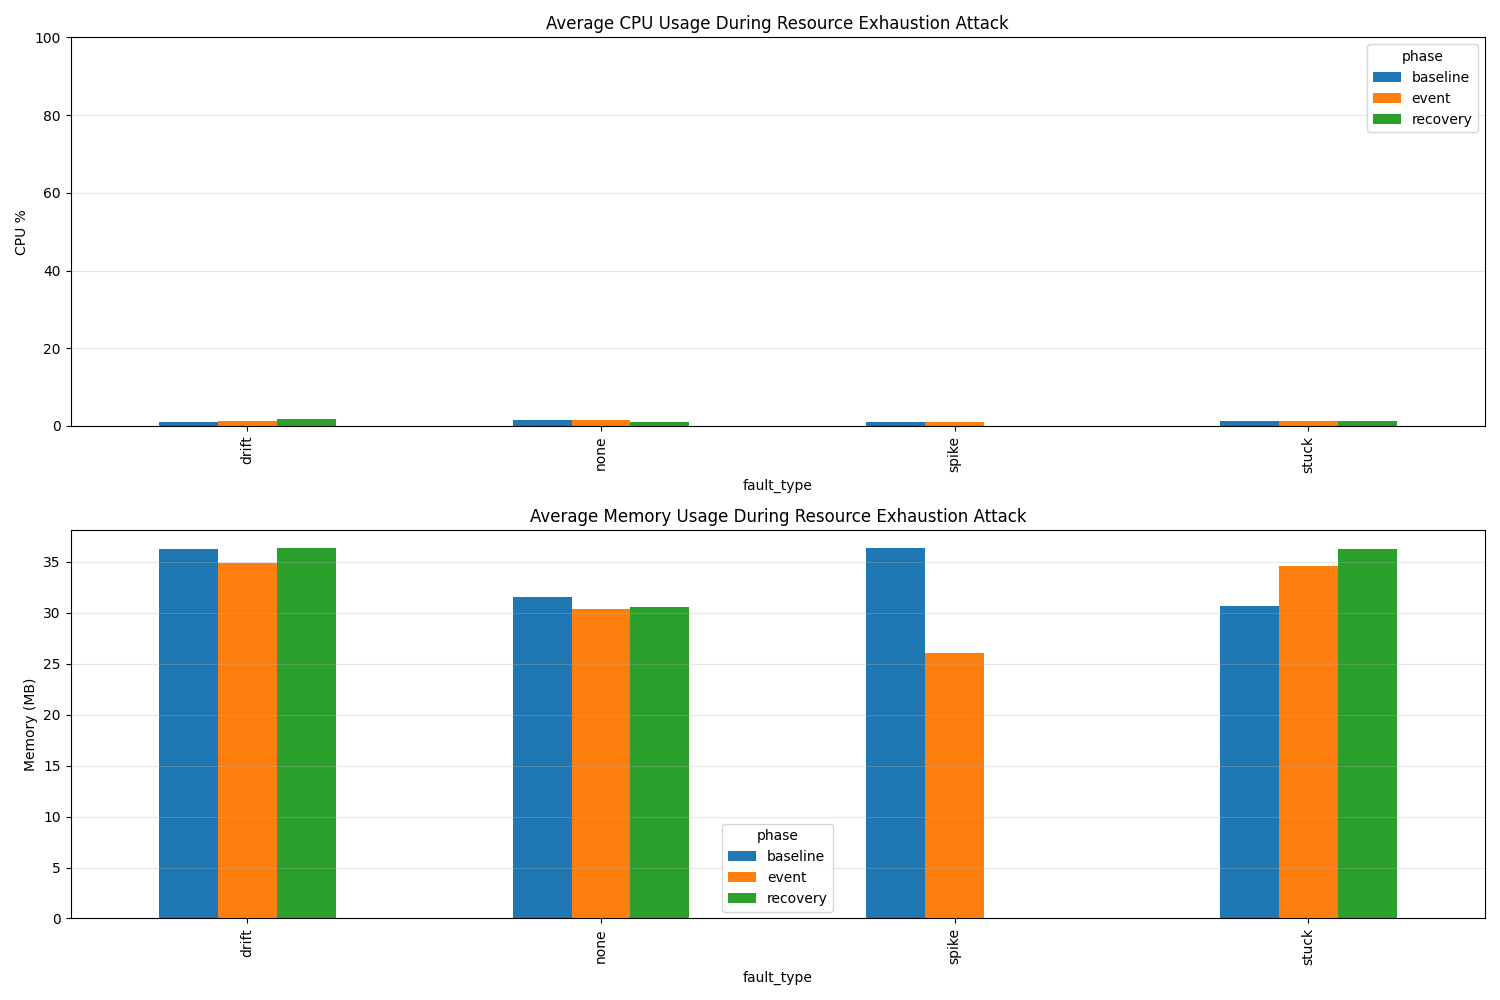 Average CPU Usage During Resource Exhaustion Attack
100
80
60
40
20
0
CPU %
phase
baseline
event
recovery
drift
none
spike
stuck
fault_type
Average Memory Usage During Resource Exhaustion Attack
35
30
25
20
15
10
5
0
Memory (MB)
phase
baseline
event
recovery
drift
none
spike
stuck
fault_type